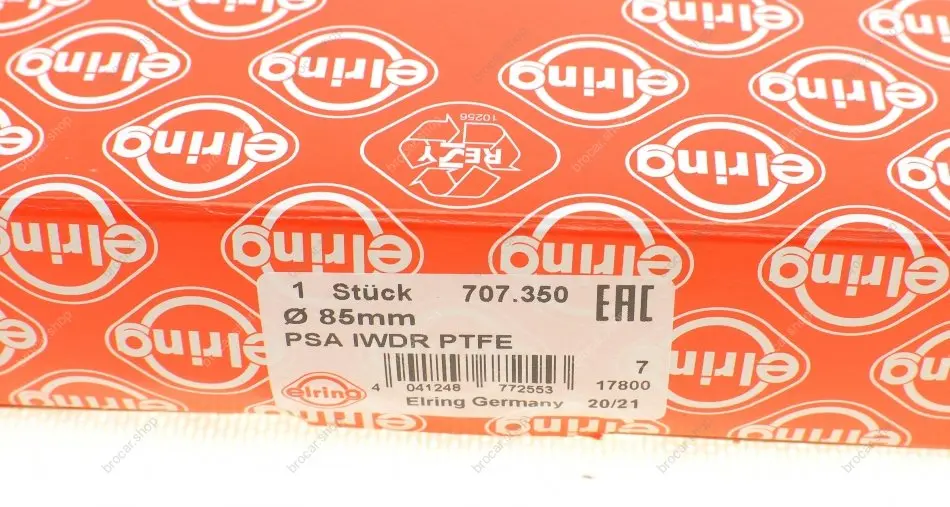 elring
brocar.shop
ReZY
10256
1 Stück 707.350 EAC
Ø 85mm
PSA IWDR PTFE
7
4 041248 772553 17800
elring Elring Germany 20/21